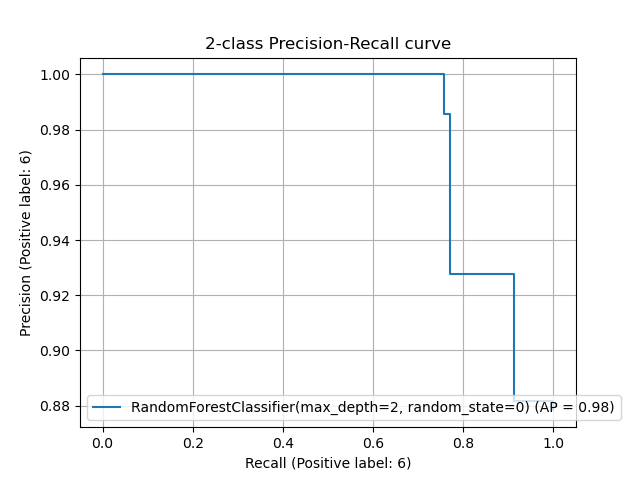 2-class Precision-Recall curve
1.00
0.98
0.96
0.94
0.92
0.90
0.88
Precision (Positive label: 6)
RandomForestClassifier(max_depth=2, random_state=0) (AP = 0.98)
0.0 0.2 0.4 0.6 0.8 1.0
Recall (Positive label: 6)